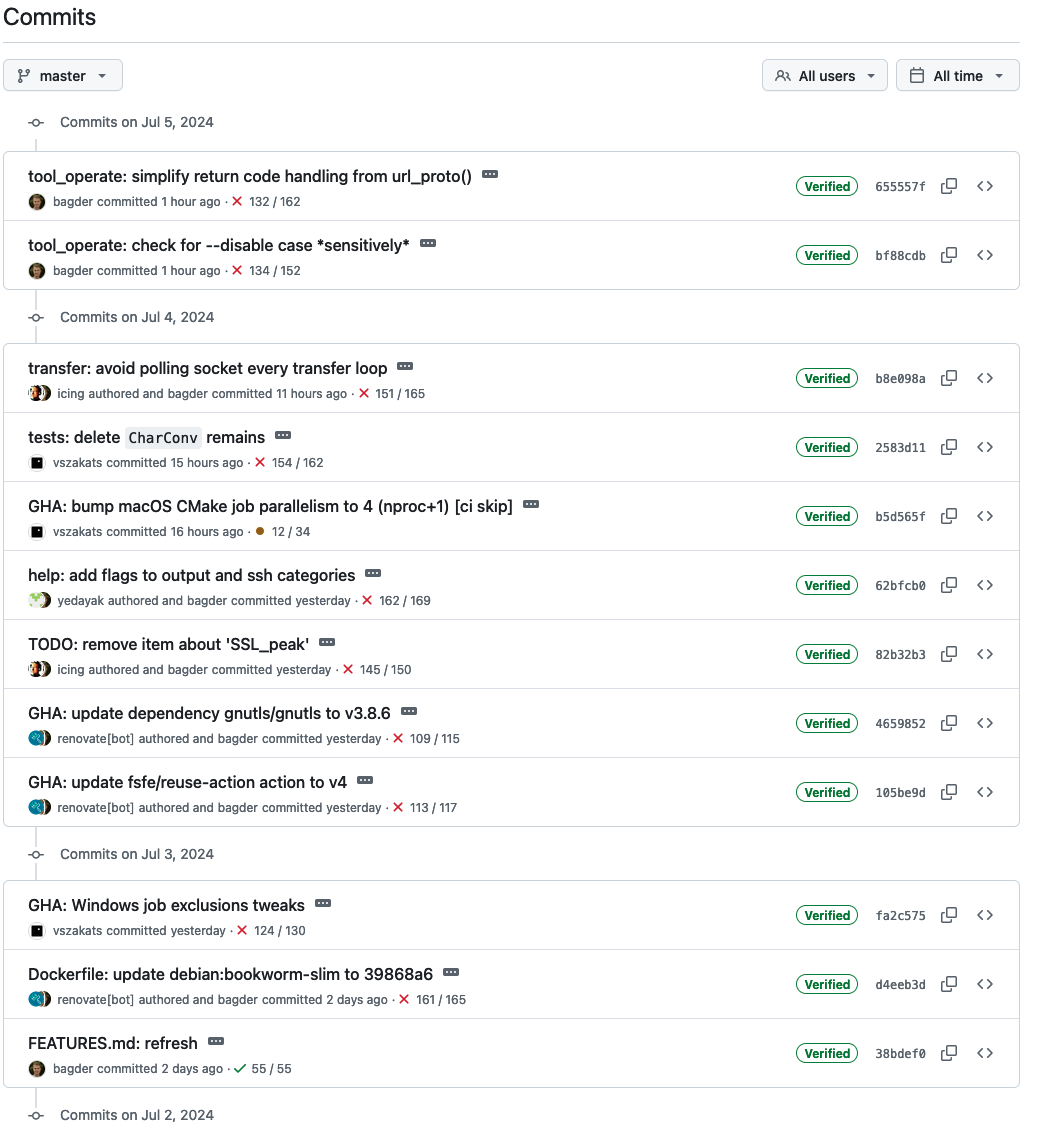 Commits
master All users All time
Commits on Jul 5, 2024
tool_operate: simplify return code handling from url_proto()
Verified 655557f
bagder committed 1 hour ago · 132 / 162
tool_operate: check for --disable case *sensitively*
Verified bf88cdb
bagder committed 1 hour ago · 134 / 152
Commits on Jul 4, 2024
transfer: avoid polling socket every transfer loop
Verified b8e098a
icing authored and bagder committed 11 hours ago · 151 / 165
tests: delete CharConv remains
Verified 2583d11
vszakats committed 15 hours ago · 154 / 162
GHA: bump macOS CMake job parallelism to 4 (nproc+1) [ci skip]
Verified b5d565f
vszakats committed 16 hours ago · 12 / 34
help: add flags to output and ssh categories
Verified 62bfcb0
yedayak authored and bagder committed yesterday · 162 / 169
TODO: remove item about 'SSL_peak'
Verified 82b32b3
icing authored and bagder committed yesterday · 145 / 150
GHA: update dependency gnutls/gnutls to v3.8.6
Verified 4659852
renovate[bot] authored and bagder committed yesterday · 109 / 115
GHA: update fsfe/reuse-action action to v4
Verified 105be9d
renovate[bot] authored and bagder committed yesterday · 113 / 117
Commits on Jul 3, 2024
GHA: Windows job exclusions tweaks
Verified fa2c575
vszakats committed yesterday · 124 / 130
Dockerfile: update debian:bookworm-slim to 39868a6
Verified d4eeb3d
renovate[bot] authored and bagder committed 2 days ago · 161 / 165
FEATURES.md: refresh
Verified 38bdef0
bagder committed 2 days ago · 55 / 55
Commits on Jul 2, 2024